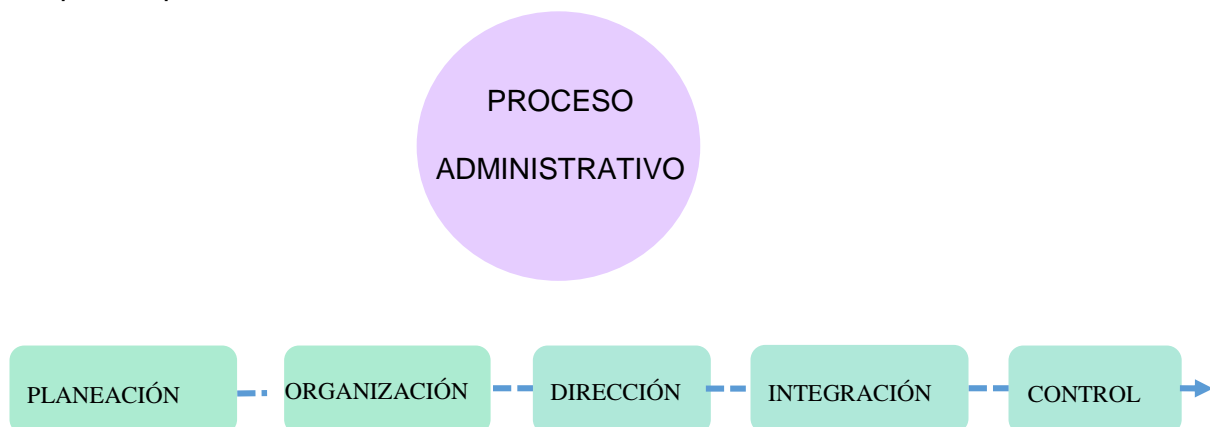 PROCESO
ADMINISTRATIVO
PLANEACIÓN
ORGANIZACIÓN
DIRECCIÓN
INTEGRACIÓN
CONTROL